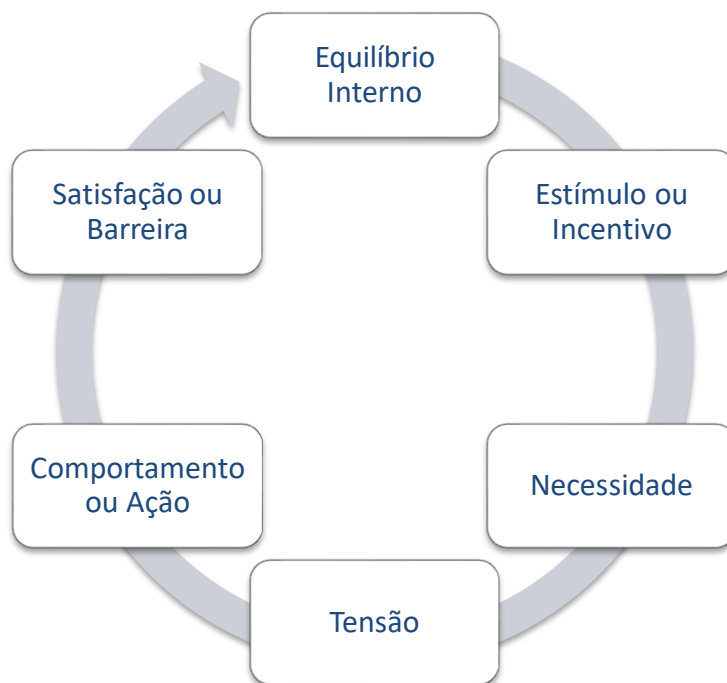 Equilíbrio
Interno
Estímulo ou
Incentivo
Necessidade
Tensão
Comportamento
ou Ação
Satisfação ou
Barreira